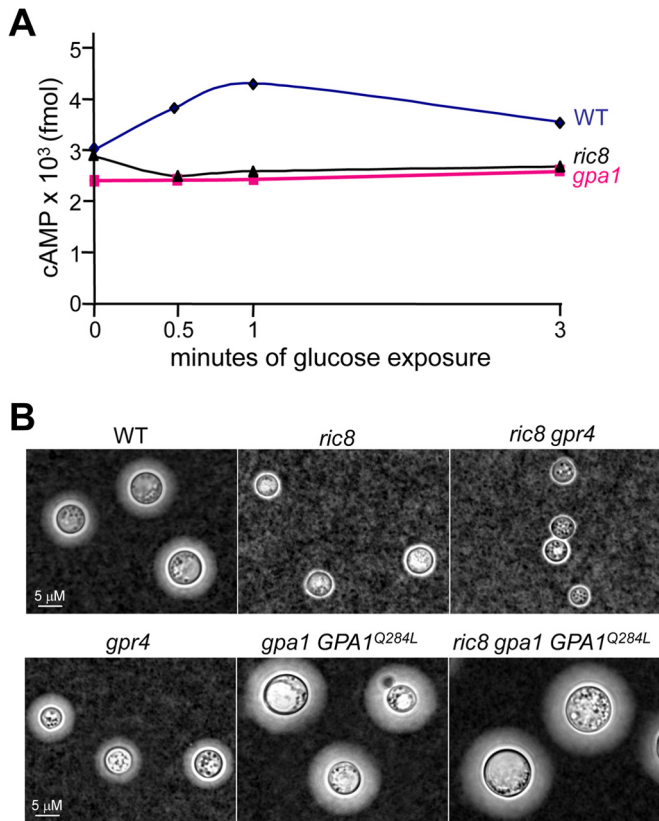 A
cAMP x 10³ (fmol)
5
4
3
2
1
0
WT
ric8
gpa1
0 0.5 1 3
minutes of glucose exposure
B
WT ric8 ric8 gpr4
5 µM
gpr4 gpa1 GPA1Q284L ric8 gpa1 GPA1Q284L
5 µM